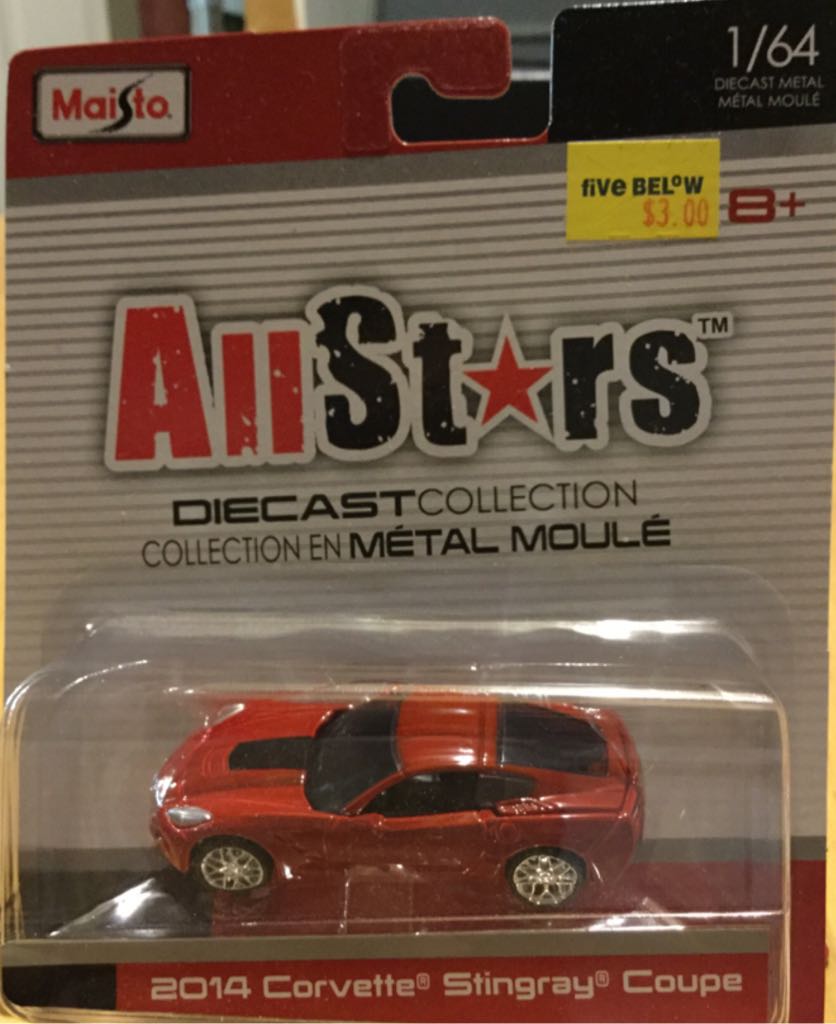 Maisto
1/64
DIECAST METAL
MÉTAL MOULÉ
five BELOW
$3.00
8+
AllStars™
DIECAST COLLECTION
COLLECTION EN MÉTAL MOULÉ
2014 Corvette® Stingray® Coupe